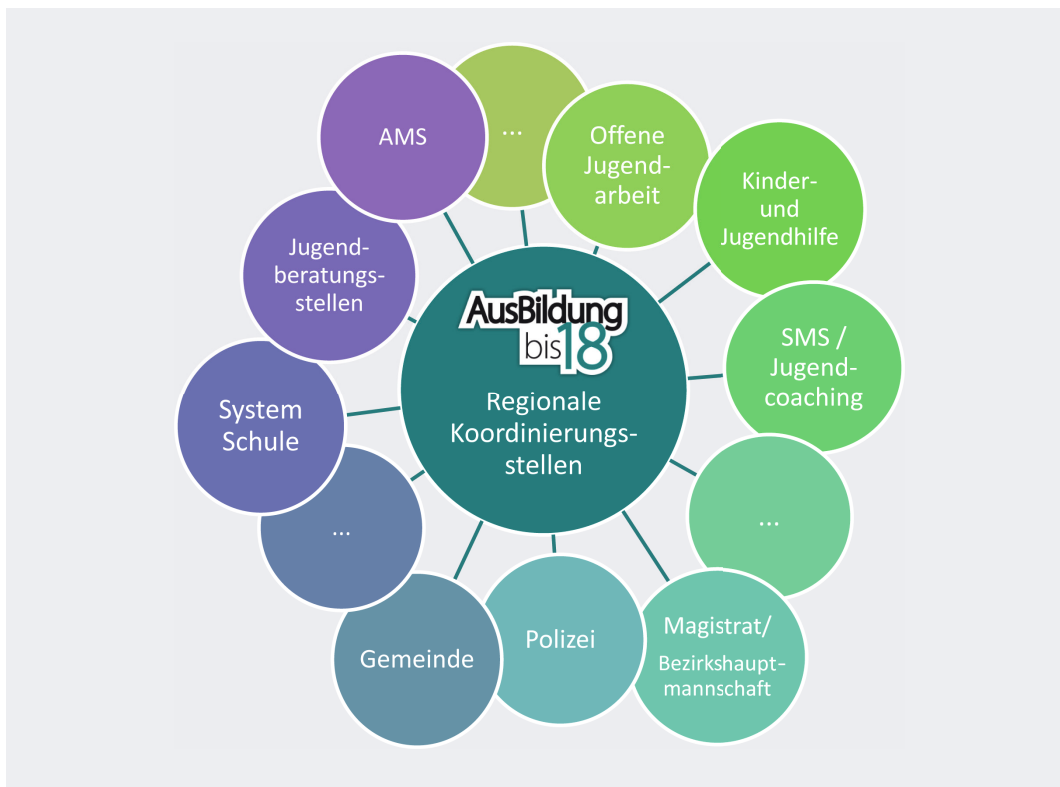 AMS
...
Offene
Jugend-
arbeit
Kinder-
und
Jugendhilfe
SMS /
Jugend-
coaching
...
Magistrat/
Bezirkshaupt-
mannschaft
Polizei
Gemeinde
...
System
Schule
Jugend-
beratungs-
stellen
AusBildung
bis18
Regionale
Koordinierungs-
stellen